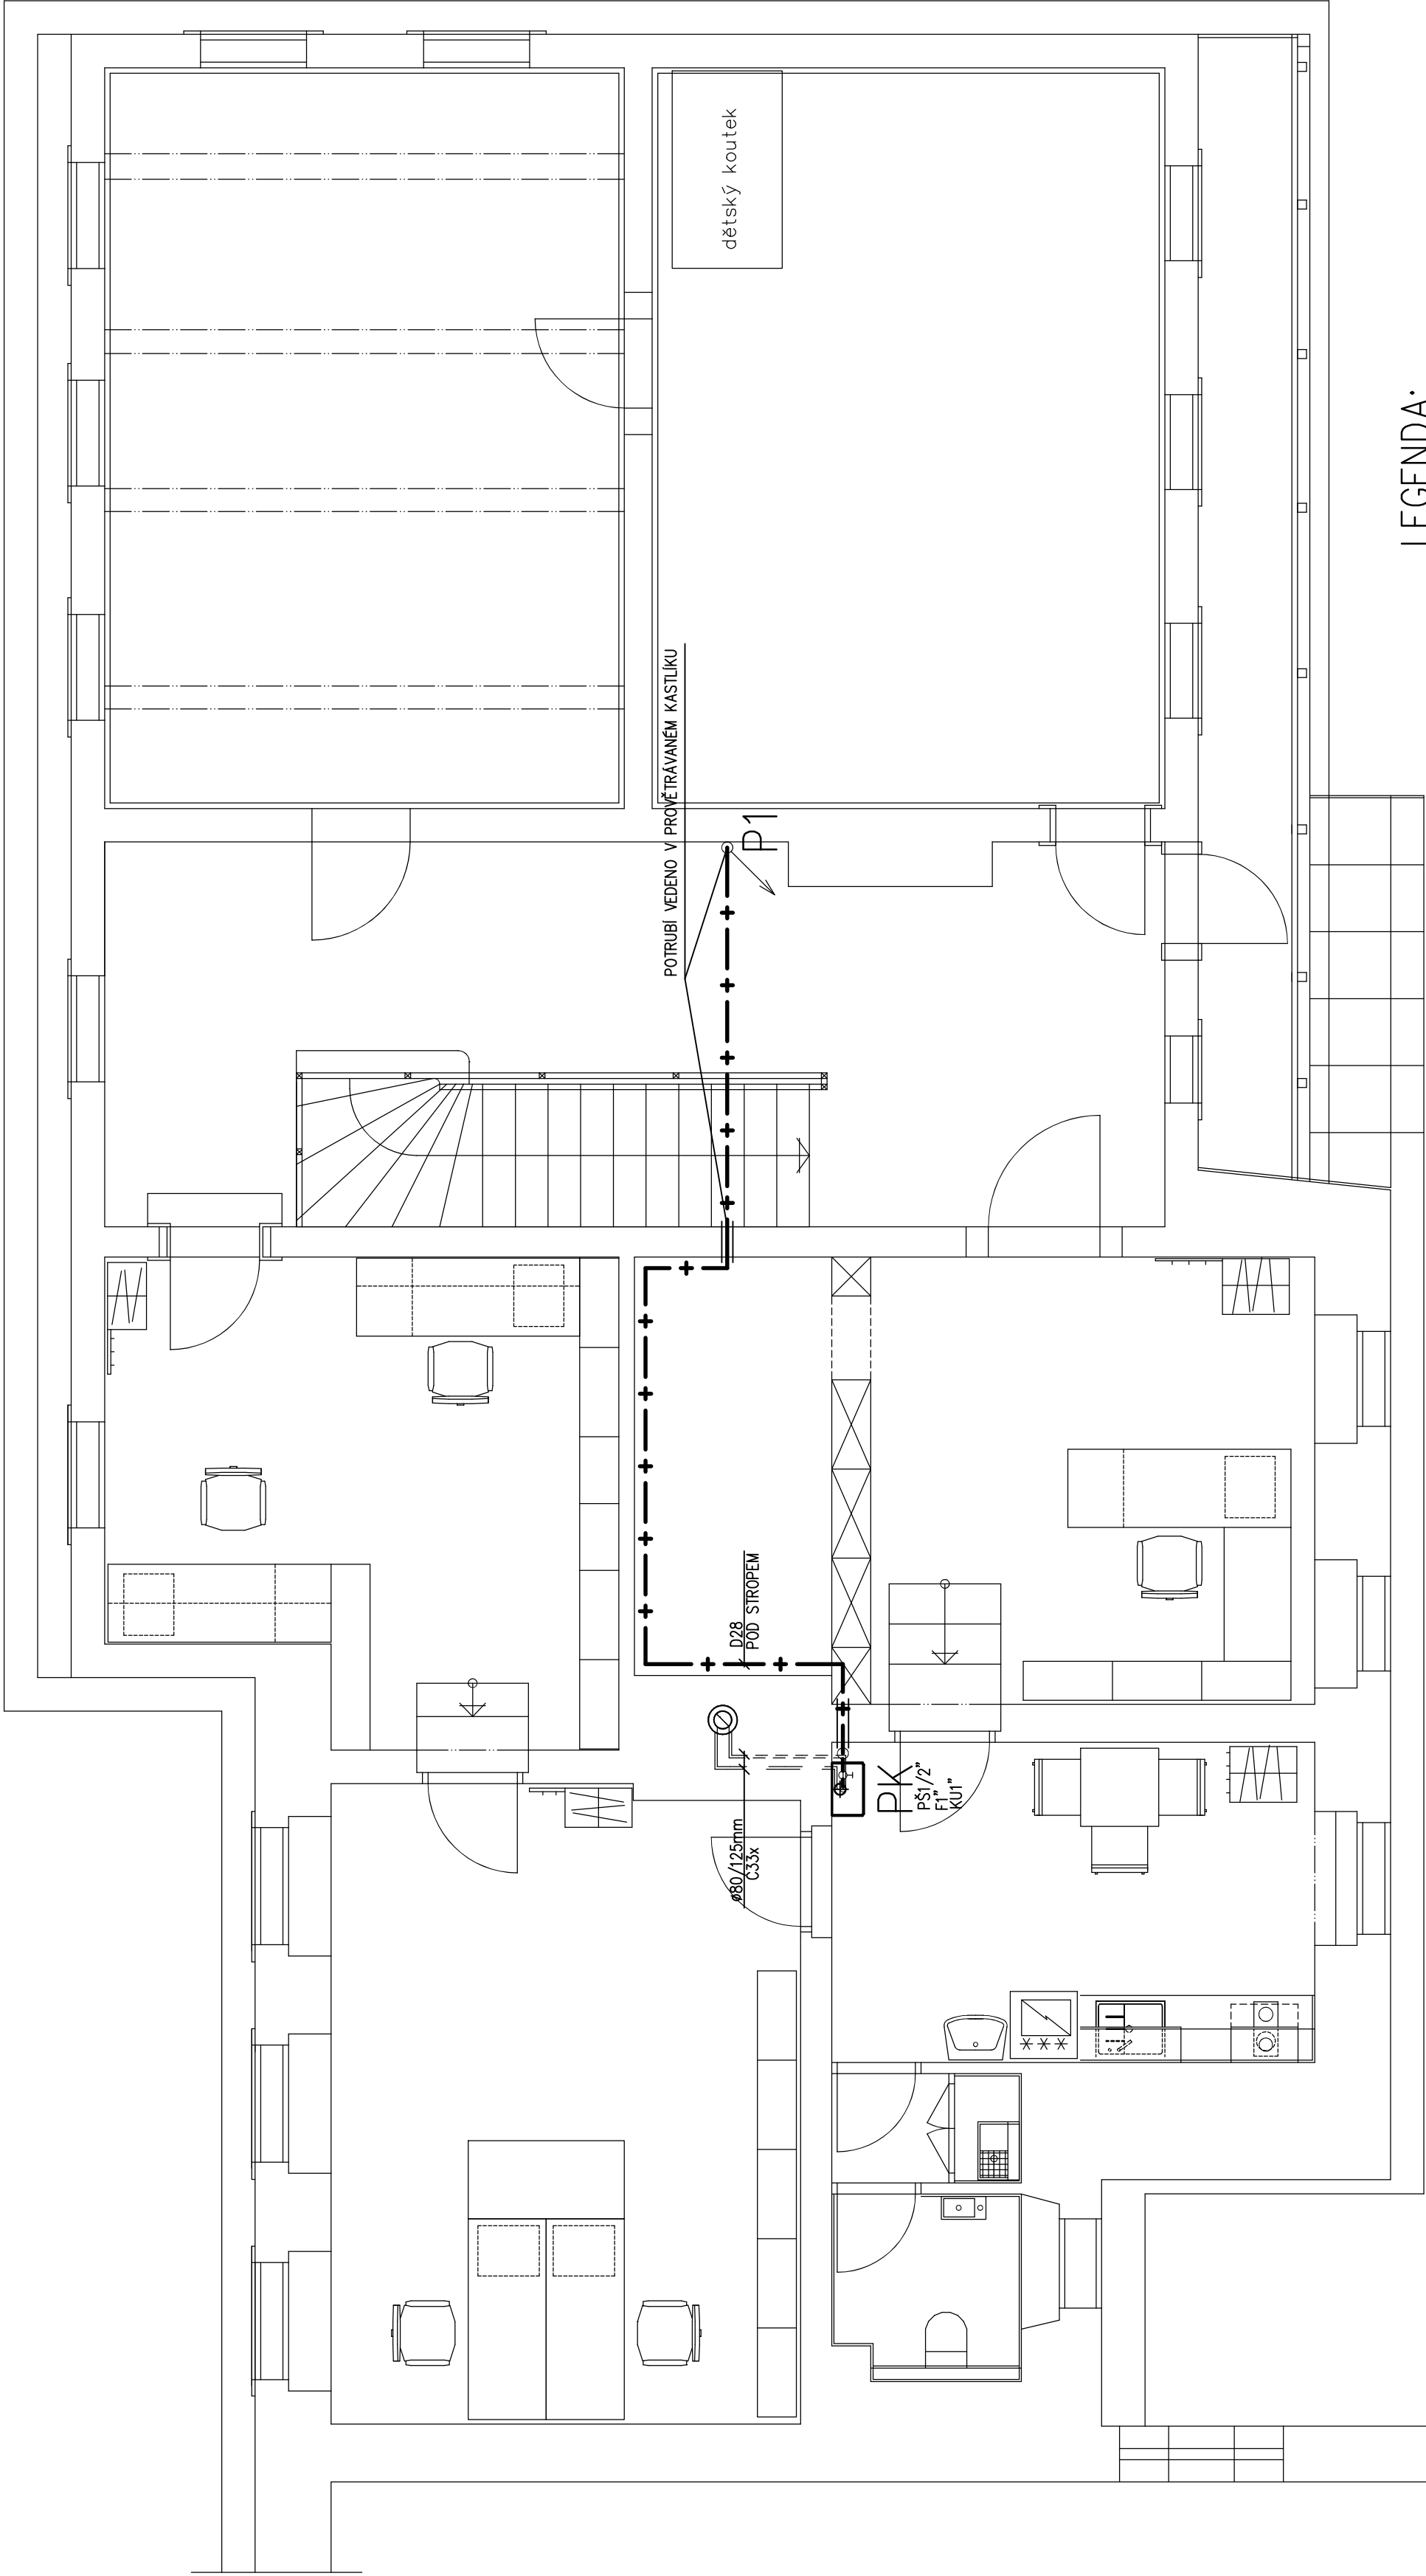 dětský koutek
POTRUBÍ VEDENO V PROVĚTRÁVANÉM KASTLÍKU
P1
D28
POD STROPEM
PK
PŠ1/2"
F1"
KU1"
ø80/125mm
C33x
LEGENDA: